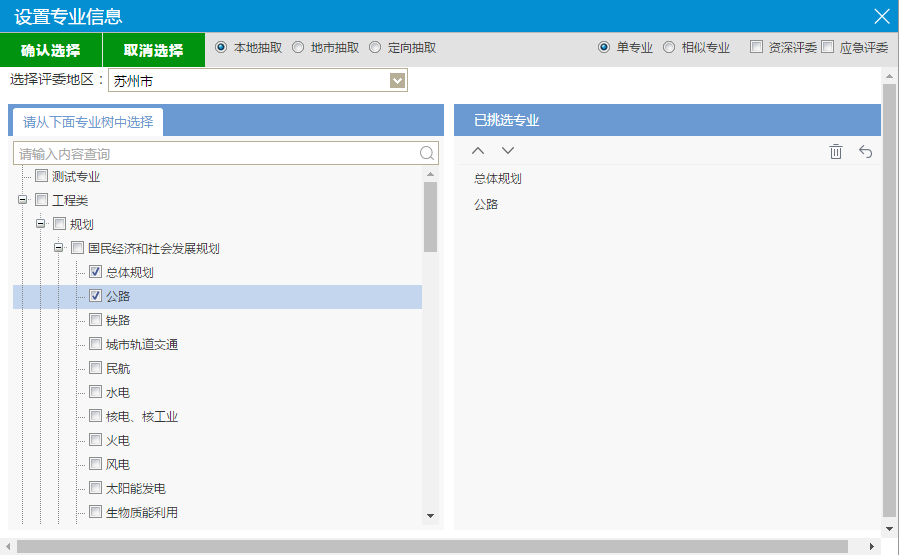 设置专业信息
确认选择 取消选择 本地抽取 地市抽取 定向抽取 单专业 相似专业 资深评委 应急评委
选择评委地区： 苏州市
请从下面专业树中选择
请输入内容查询
测试专业
工程类
规划
国民经济和社会发展规划
总体规划
公路
铁路
城市轨道交通
民航
水电
核电、核工业
火电
风电
太阳能发电
生物质能利用
已挑选专业
总体规划
公路